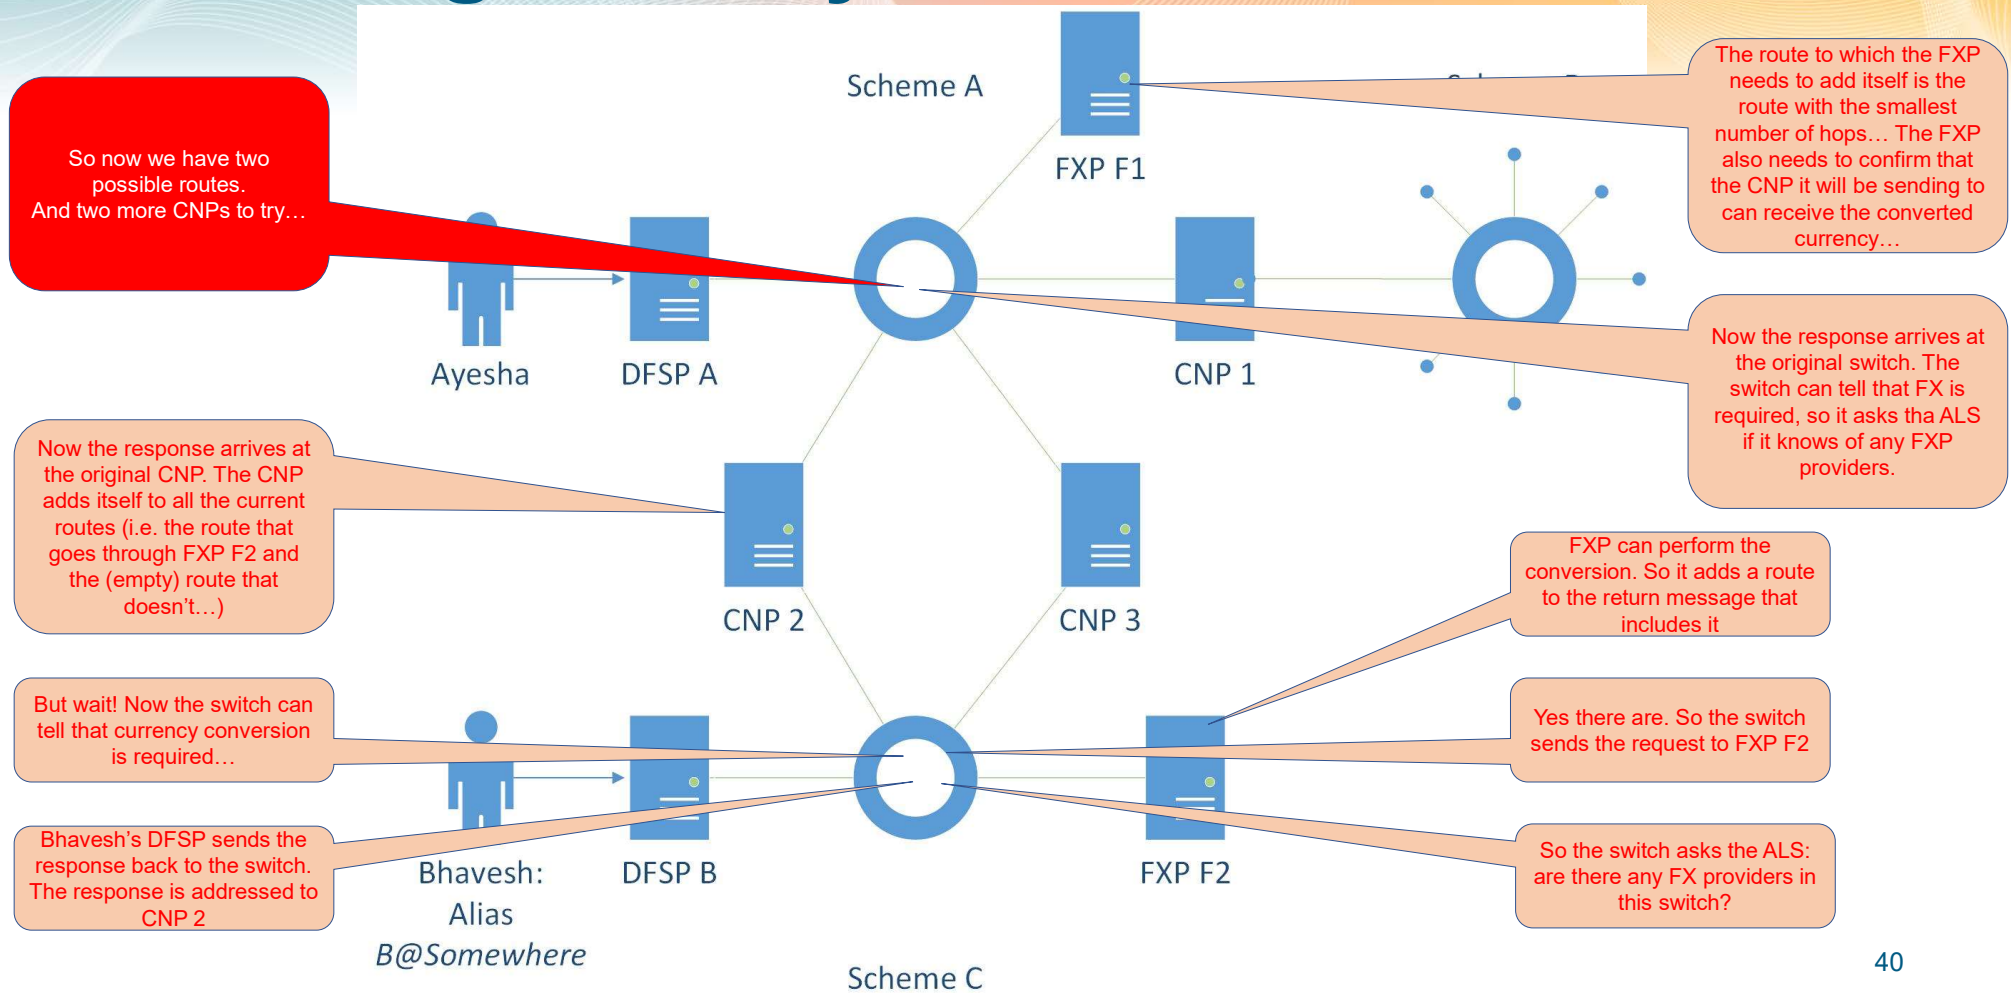 Scheme A
The route to which the FXP
needs to add itself is the
route with the smallest
number of hops… The FXP
also needs to confirm that
the CNP it will be sending to
can receive the converted
currency…
So now we have two
possible routes.
And two more CNPs to try…
FXP F1
Ayesha
DFSP A
CNP 1
Now the response arrives at
the original switch. The
switch can tell that FX is
required, so it asks tha ALS
if it knows of any FXP
providers.
Now the response arrives at
the original CNP. The CNP
adds itself to all the current
routes (i.e. the route that
goes through FXP F2 and
the (empty) route that
doesn't…)
CNP 2
CNP 3
FXP can perform the
conversion. So it adds a route
to the return message that
includes it
But wait! Now the switch can
tell that currency conversion
is required…
Yes there are. So the switch
sends the request to FXP F2
Bhavesh's DFSP sends the
response back to the switch.
The response is addressed to
CNP 2
Bhavesh:
Alias
B@Somewhere
DFSP B
FXP F2
So the switch asks the ALS:
are there any FX providers in
this switch?
Scheme C
40